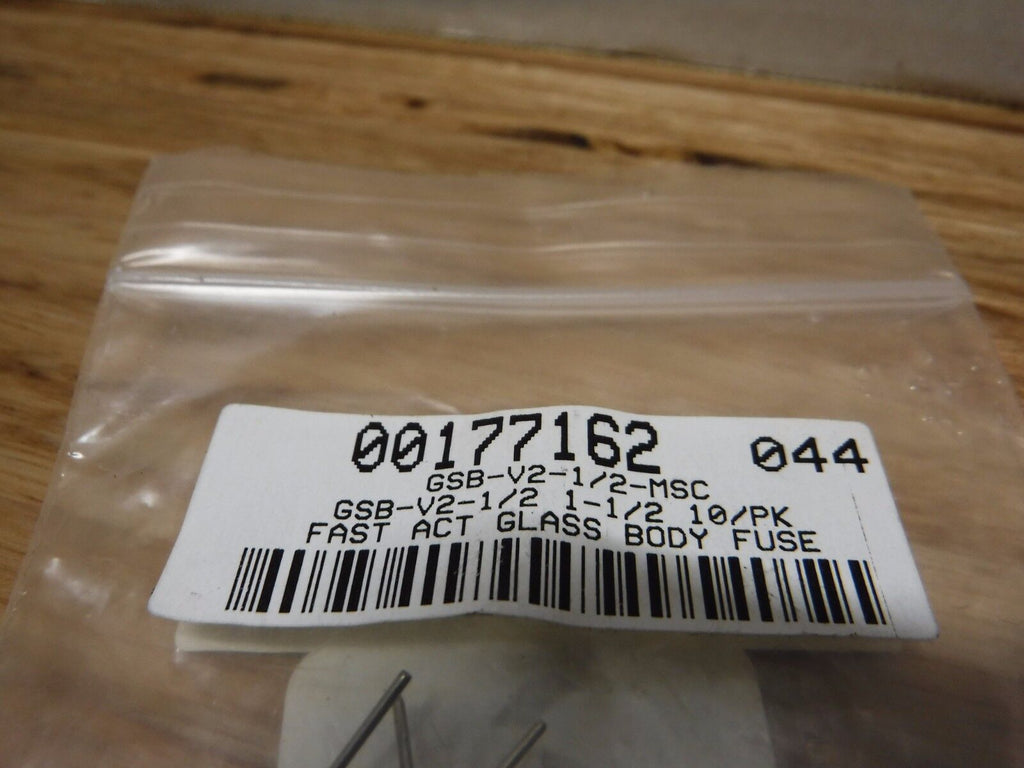 00177162 044
GSB-V2-1/2-MSC
GSB-V2-1/2 1-1/2 10/PK
FAST ACT GLASS BODY FUSE